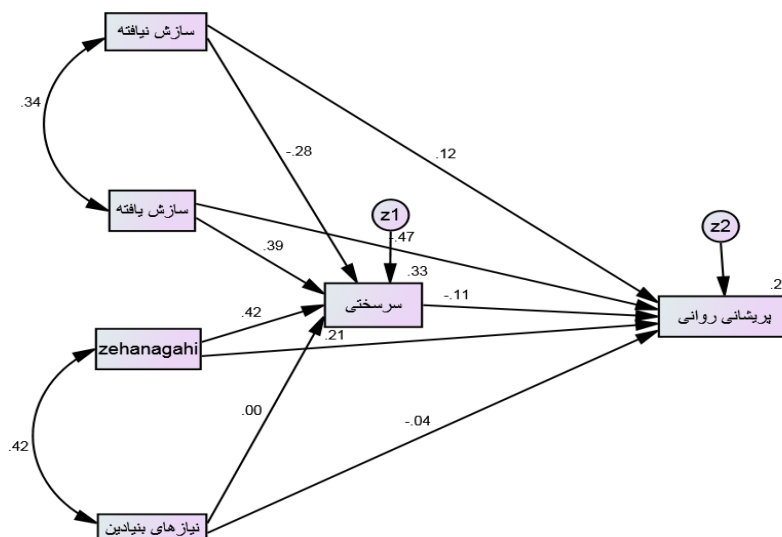 سازش نیافته
.34
-.28
.12
سازش یافته
z1
z2
-.47
.39
.33
.2
سرسختی
-.11
پریشانی روانی
.42
zehanagahi
.21
.00
-.04
.42
نیازهای بنیادین